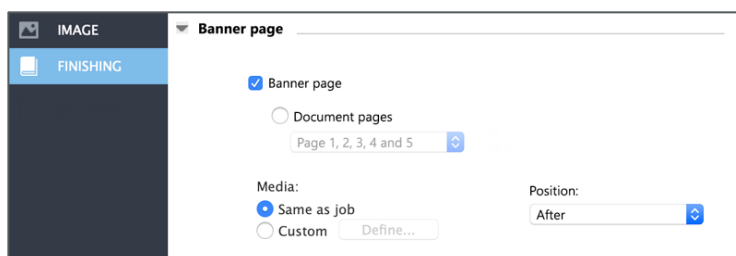 IMAGE
Banner page
FINISHING
Banner page
Document pages
Page 1, 2, 3, 4 and 5
Media:
Position:
Same as job
After
Custom
Define...